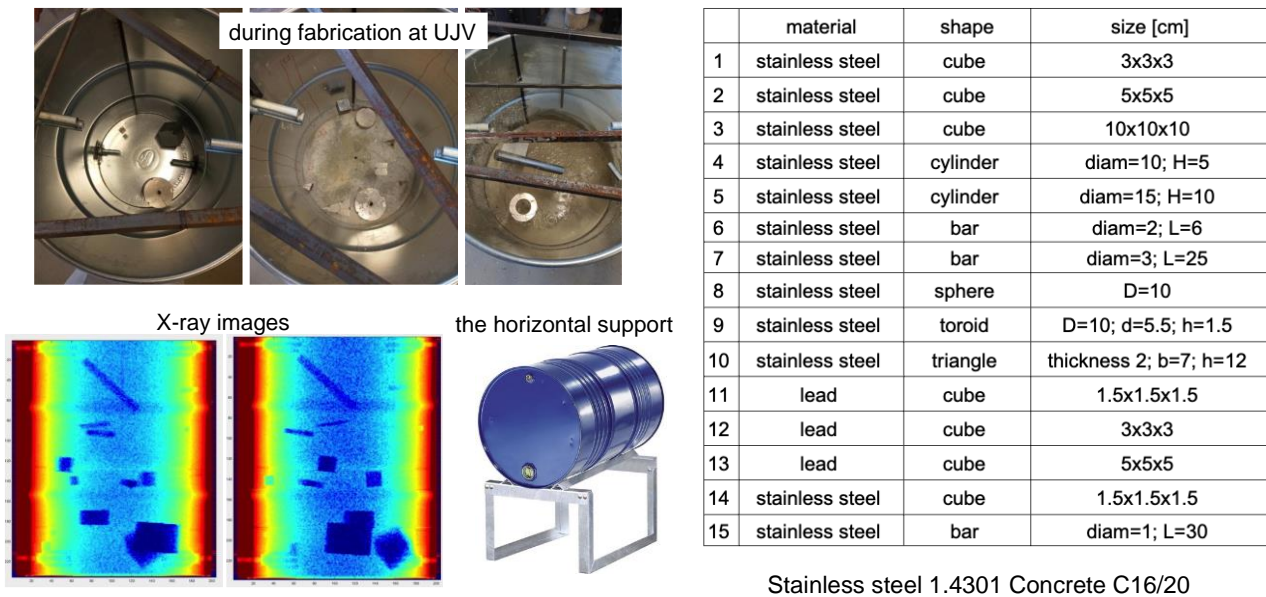 during fabrication at UJV
X-ray images
the horizontal support
material shape size [cm]
1 stainless steel cube 3x3x3
2 stainless steel cube 5x5x5
3 stainless steel cube 10x10x10
4 stainless steel cylinder diam=10; H=5
5 stainless steel cylinder diam=15; H=10
6 stainless steel bar diam=2; L=6
7 stainless steel bar diam=3; L=25
8 stainless steel sphere D=10
9 stainless steel toroid D=10; d=5.5; h=1.5
10 stainless steel triangle thickness 2; b=7; h=12
11 lead cube 1.5x1.5x1.5
12 lead cube 3x3x3
13 lead cube 5x5x5
14 stainless steel cube 1.5x1.5x1.5
15 stainless steel bar diam=1; L=30
Stainless steel 1.4301 Concrete C16/20